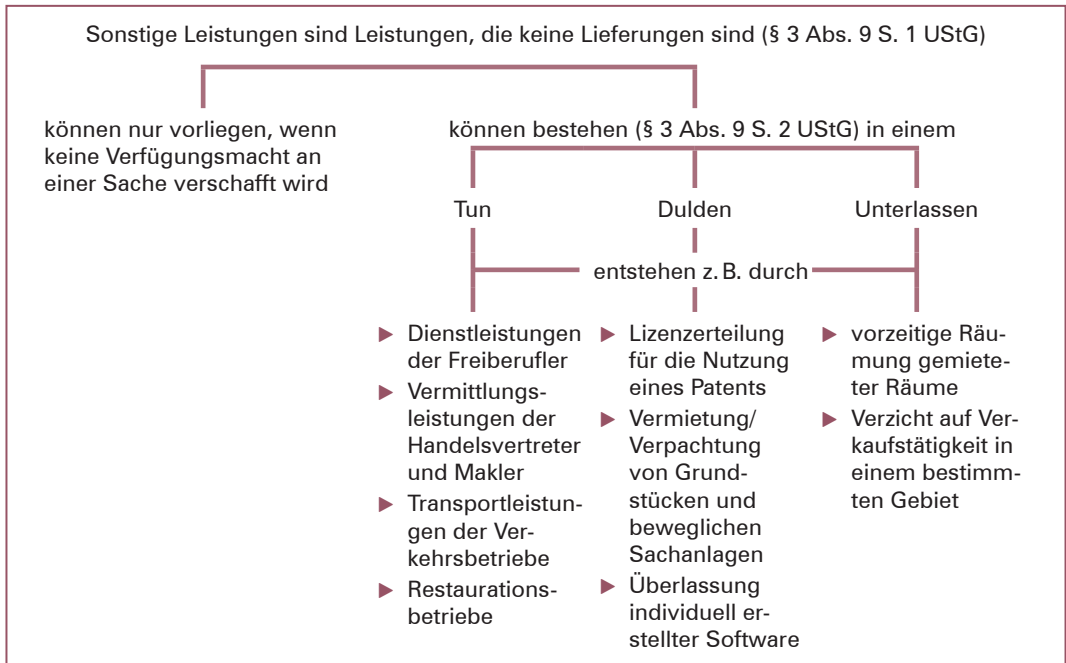 Sonstige Leistungen sind Leistungen, die keine Lieferungen sind (§ 3 Abs. 9 S. 1 UStG)
können nur vorliegen, wenn
keine Verfügungsmacht an
einer Sache verschafft wird
können bestehen (§ 3 Abs. 9 S. 2 UStG) in einem
Tun
Dulden
Unterlassen
entstehen z. B. durch
▶ Dienstleistungen
der Freiberufler
▶ Vermittlungs-
leistungen der
Handelsvertreter
und Makler
▶ Transportleistun-
gen der Ver-
kehrsbetriebe
▶ Restaurations-
betriebe
▶ Lizenzerteilung
für die Nutzung
eines Patents
▶ Vermietung/
Verpachtung
von Grund-
stücken und
beweglichen
Sachanlagen
▶ Überlassung
individuell er-
stellter Software
▶ vorzeitige Räu-
mung gemiete-
ter Räume
▶ Verzicht auf Ver-
kaufstätigkeit in
einem bestimm-
ten Gebiet